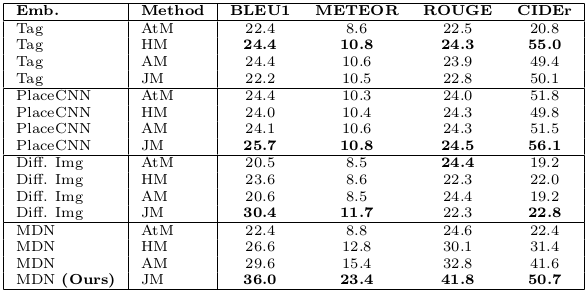 Emb. Method BLEU1 METEOR ROUGE CIDEr
Tag AtM 22.4 8.6 22.5 20.8
Tag HM 24.4 10.8 24.3 55.0
Tag AM 24.4 10.6 23.9 49.4
Tag JM 22.2 10.5 22.8 50.1
PlaceCNN AtM 24.4 10.3 24.0 51.8
PlaceCNN HM 24.0 10.4 24.3 49.8
PlaceCNN AM 24.1 10.6 24.3 51.5
PlaceCNN JM 25.7 10.8 24.5 56.1
Diff. Img AtM 20.5 8.5 24.4 19.2
Diff. Img HM 23.6 8.6 22.3 22.0
Diff. Img AM 20.6 8.5 24.4 19.2
Diff. Img JM 30.4 11.7 22.3 22.8
MDN AtM 22.4 8.8 24.6 22.4
MDN HM 26.6 12.8 30.1 31.4
MDN AM 29.6 15.4 32.8 41.6
MDN (Ours) JM 36.0 23.4 41.8 50.7